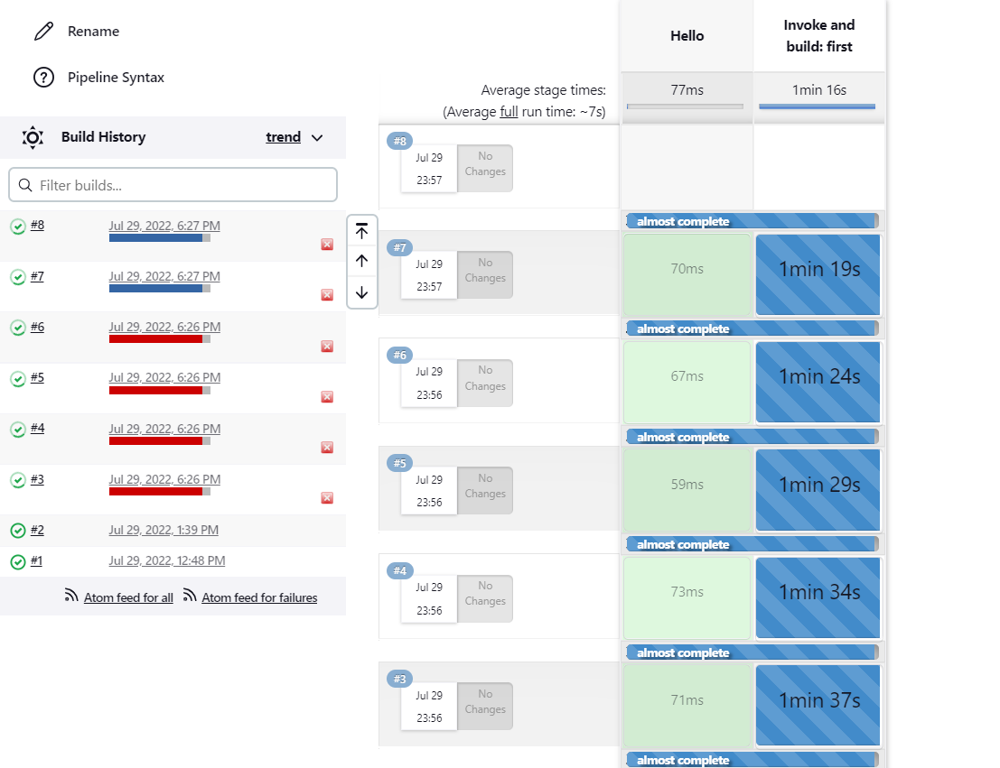 Rename
Pipeline Syntax
Build History
trend
Filter builds...
#8
Jul 29, 2022, 6:27 PM
#7
Jul 29, 2022, 6:27 PM
#6
Jul 29, 2022, 6:26 PM
#5
Jul 29, 2022, 6:26 PM
#4
Jul 29, 2022, 6:26 PM
#3
Jul 29, 2022, 6:26 PM
#2
Jul 29, 2022, 1:39 PM
#1
Jul 29, 2022, 12:48 PM
Atom feed for all
Atom feed for failures
Hello
Invoke and
build: first
Average stage times:
(Average full run time: ~7s)
77ms
1min 16s
#8
Jul 29
23:57
No
Changes
almost complete
#7
Jul 29
23:57
No
Changes
70ms
1min 19s
almost complete
#6
Jul 29
23:56
No
Changes
67ms
1min 24s
almost complete
#5
Jul 29
23:56
No
Changes
59ms
1min 29s
almost complete
#4
Jul 29
23:56
No
Changes
73ms
1min 34s
almost complete
#3
Jul 29
23:56
No
Changes
71ms
1min 37s
almost complete